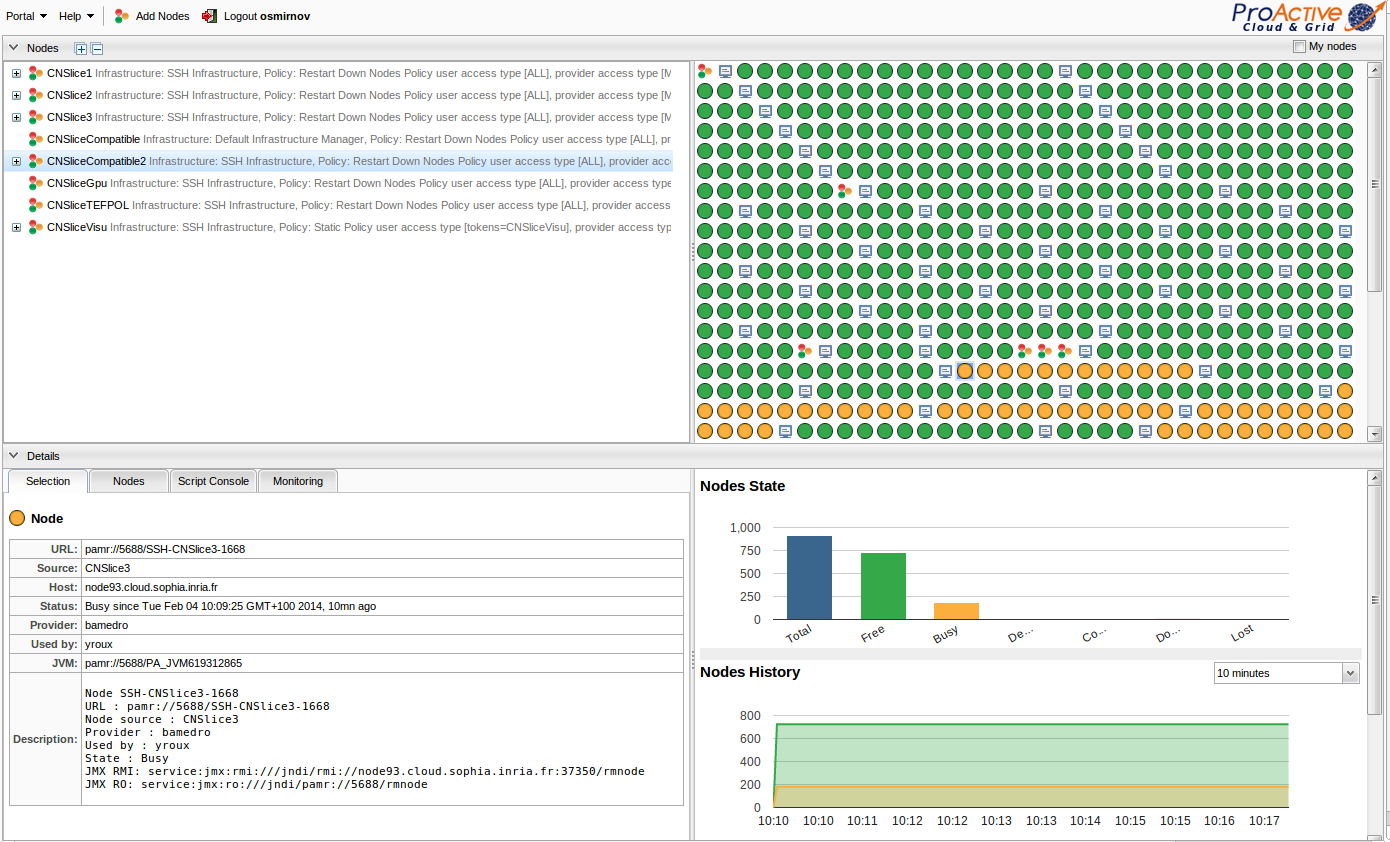 Portal Help Add Nodes Logout osmirnov
ProActive
Cloud & Grid
Nodes My nodes
CNSlice1 Infrastructure: SSH Infrastructure, Policy: Restart Down Nodes Policy user access type [ALL], provider access type [M
CNSlice2 Infrastructure: SSH Infrastructure, Policy: Restart Down Nodes Policy user access type [ALL], provider access type [M
CNSlice3 Infrastructure: SSH Infrastructure, Policy: Restart Down Nodes Policy user access type [ALL], provider access type [M
CNSliceCompatible Infrastructure: Default Infrastructure Manager, Policy: Restart Down Nodes Policy user access type [ALL], pr
CNSliceCompatible2 Infrastructure: SSH Infrastructure, Policy: Restart Down Nodes Policy user access type [ALL], provider acc
CNSliceGpu Infrastructure: SSH Infrastructure, Policy: Restart Down Nodes Policy user access type [ALL], provider access type
CNSliceTEFPOL Infrastructure: SSH Infrastructure, Policy: Restart Down Nodes Policy user access type [ALL], provider access
CNSliceVisu Infrastructure: SSH Infrastructure, Policy: Static Policy user access type [tokens=CNSliceVisu], provider access typ
Details
Selection Nodes Script Console Monitoring
Node
URL: pamr://5688/SSH-CNSlice3-1668
Source: CNSlice3
Host: node93.cloud.sophia.inria.fr
Status: Busy since Tue Feb 04 10:09:25 GMT+100 2014, 10mn ago
Provider: bamedro
Used by: yroux
JVM: pamr://5688/PA_JVM619312865
Description:
Node SSH-CNSlice3-1668
URL : pamr://5688/SSH-CNSlice3-1668
Node source : CNSlice3
Provider : bamedro
Used by : yroux
State : Busy
JMX RMI: service:jmx:rmi:///jndi/rmi://node93.cloud.sophia.inria.fr:37350/rmnode
JMX RO: service:jmx:ro:///jndi/pamr://5688/rmnode
Nodes State
1,000
750
500
250
0
Total Free Busy De... Co... Do... Lost
Nodes History 10 minutes
800
600
400
200
0
10:10 10:10 10:11 10:12 10:12 10:13 10:13 10:14 10:15 10:15 10:16 10:17